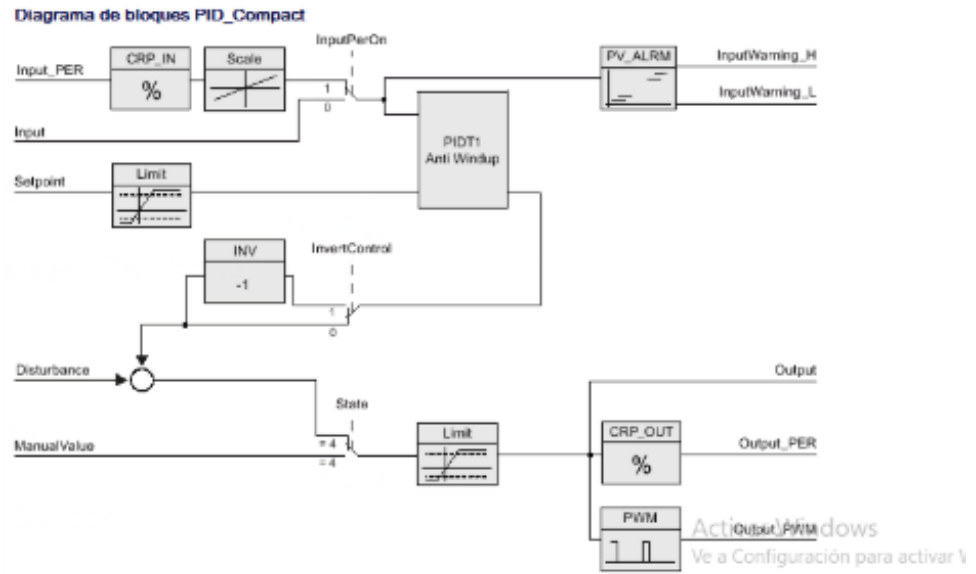 Diagrama de bloques PID_Compact
InputPerOn
Input_PER
CRP_IN
%
Scale
1
0
PV_ALRM
InputWarning_H
InputWarning_L
Input
PIDT1
Anti Windup
Setpoint
Limit
INV
-1
InvertControl
1
0
Disturbance
Output
State
ManualValue
= 4
= 4
Limit
CRP_OUT
%
Output_PER
PWM
Output_PWM
Activar Windows
Ve a Configuración para activar W